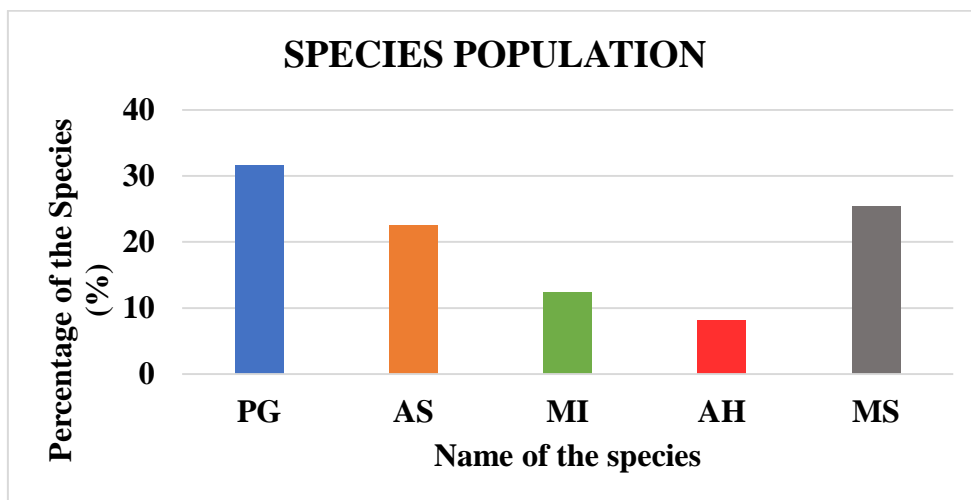 SPECIES POPULATION
Percentage of the Species
(%)
40
30
20
10
0
PG AS MI AH MS
Name of the species